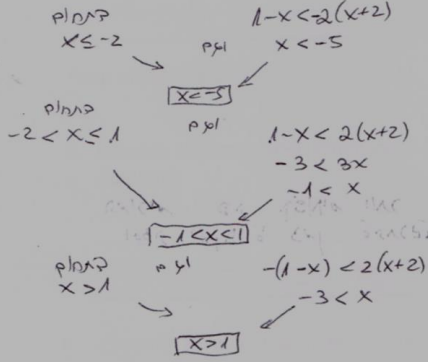 בתחום
x ≤ -2
1-x < -2(x+2)
x < -5
וגם
x < -5
בתחום
-2 < x ≤ 1
וגם
1-x < 2(x+2)
-3 < 3x
-1 < x
-1 < x < 1
בתחום
x > 1
וגם
-(1-x) < 2(x+2)
-3 < x
x > 1